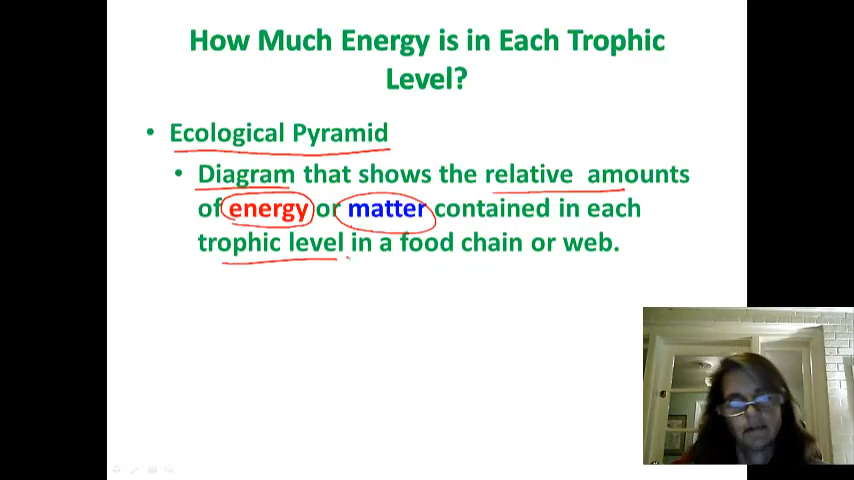 How Much Energy is in Each Trophic
Level?
• Ecological Pyramid
• Diagram that shows the relative amounts
of energy or matter contained in each
trophic level in a food chain or web.